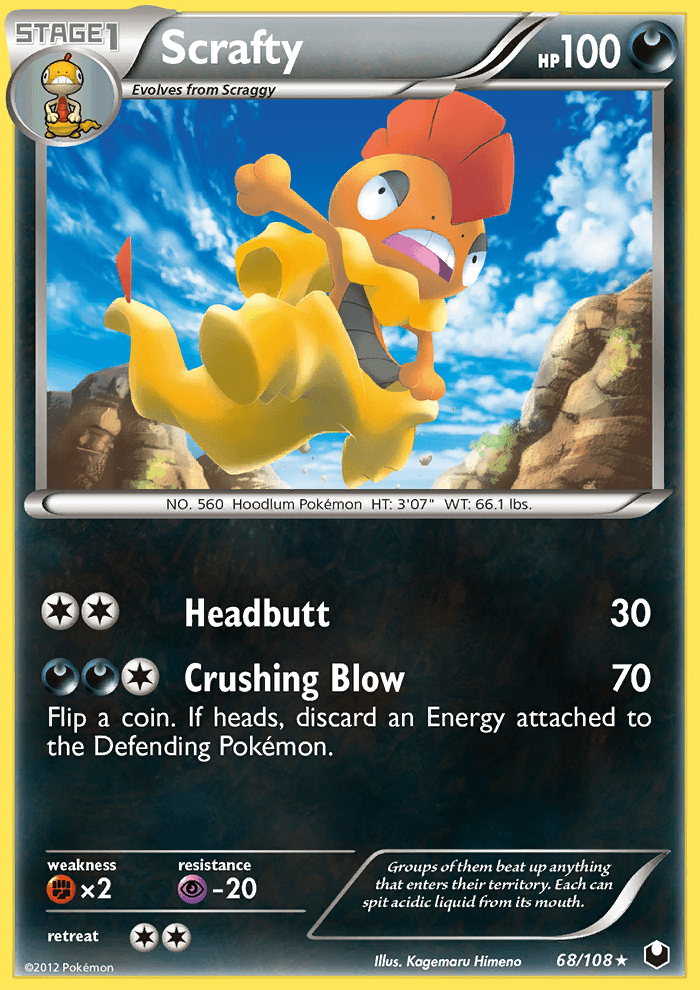 STAGE1
Scrafty
HP100
Evolves from Scraggy
NO. 560 Hoodlum Pokémon HT: 3'07" WT: 66.1 lbs.
Headbutt 30
Crushing Blow 70
Flip a coin. If heads, discard an Energy attached to
the Defending Pokémon.
weakness resistance
×2 -20
Groups of them beat up anything
that enters their territory. Each can
spit acidic liquid from its mouth.
retreat
©2012 Pokémon
Illus. Kagemaru Himeno
68/108★